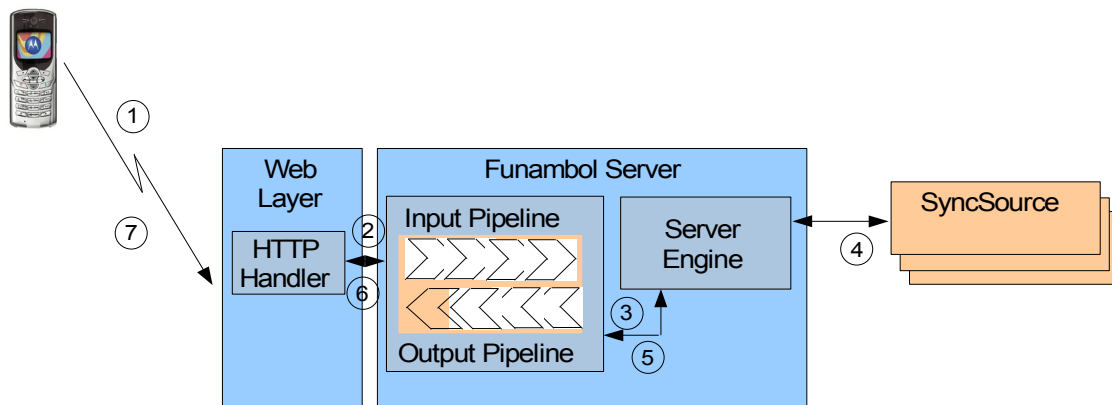 1
7
Web
Layer
HTTP
Handler
2
6
Funambol Server
Input Pipeline
Output Pipeline
Server
Engine
3
5
4
SyncSource